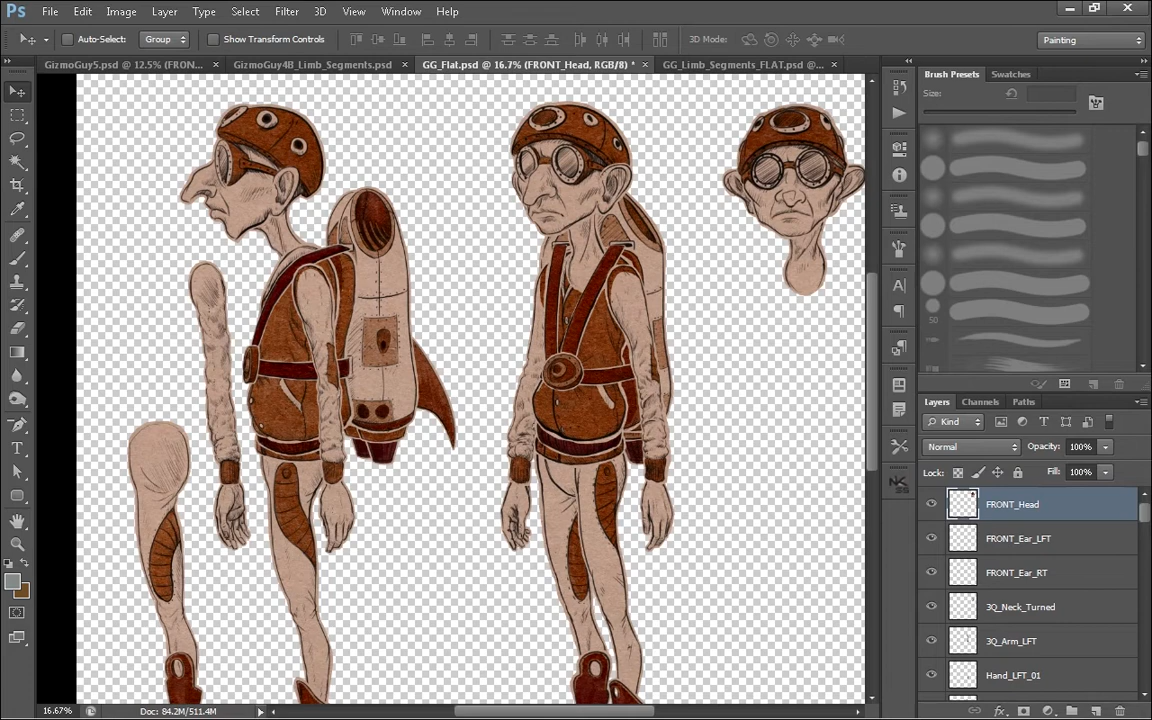 Ps File Edit Image Layer Type Select Filter 3D View Window Help
Auto-Select: Group Show Transform Controls 3D Mode: Painting
GizmoGuy5.psd @ 12.5% (FRON... × GizmoGuy4B_Limb_Segments.psd × GG_Flat.psd @ 16.7% (FRONT_Head, RGB/8) * × GG_Limb_Segments_FLAT.psd @... ×
Brush Presets Swatches
Size:
50
Layers Channels Paths
Kind
Normal Opacity: 100%
Lock: Fill: 100%
FRONT_Head
FRONT_Ear_LFT
FRONT_Ear_RT
3Q_Neck_Turned
3Q_Arm_LFT
Hand_LFT_01
16.67% Doc: 84.2M/511.4M